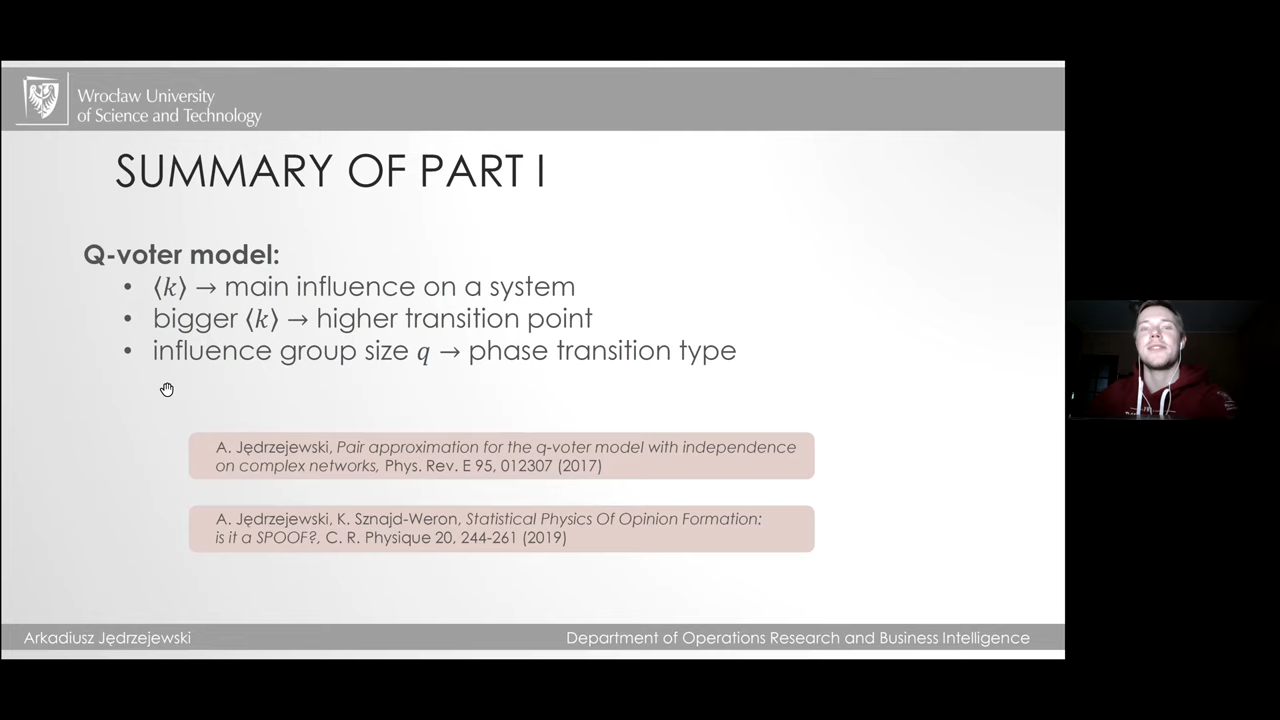 Wrocław University
of Science and Technology
SUMMARY OF PART I
Q-voter model:
• ⟨k⟩ → main influence on a system
• bigger ⟨k⟩ → higher transition point
• influence group size q → phase transition type
A. Jędrzejewski, Pair approximation for the q-voter model with independence
on complex networks, Phys. Rev. E 95, 012307 (2017)
A. Jędrzejewski, K. Sznajd-Weron, Statistical Physics Of Opinion Formation:
is it a SPOOF?, C. R. Physique 20, 244-261 (2019)
Arkadiusz Jędrzejewski
Department of Operations Research and Business Intelligence